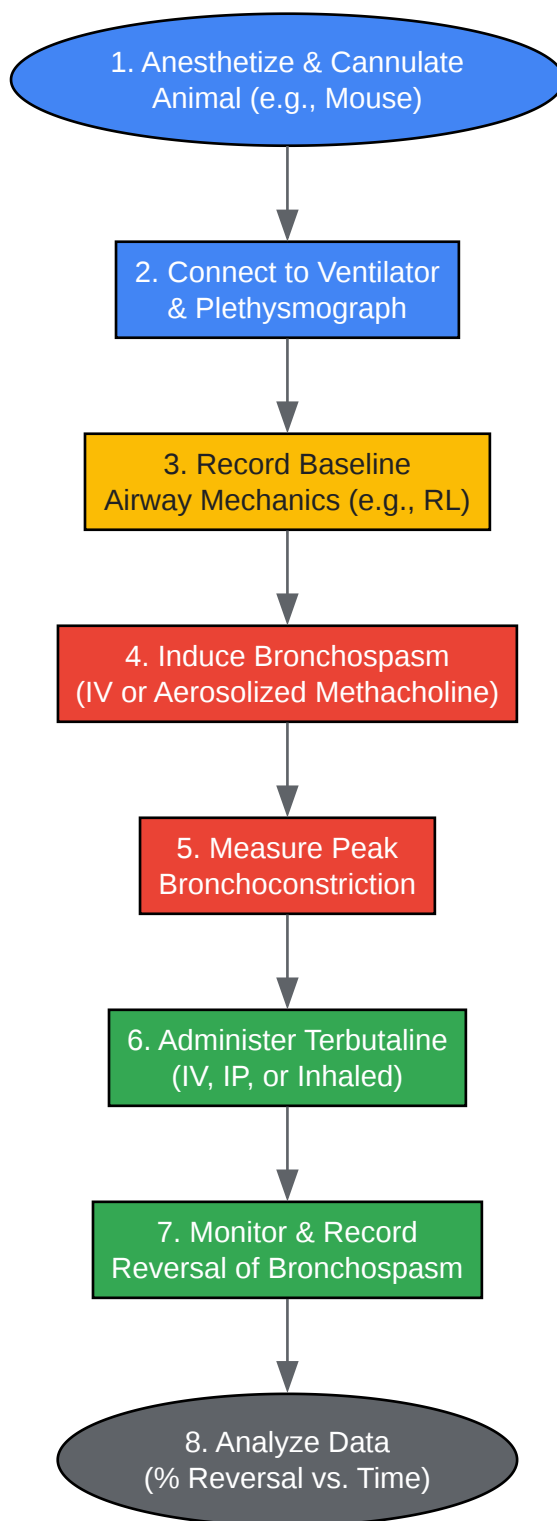 1. Anesthetize & Cannulate
Animal (e.g., Mouse)
2. Connect to Ventilator
& Plethysmograph
3. Record Baseline
Airway Mechanics (e.g., RL)
4. Induce Bronchospasm
(IV or Aerosolized Methacholine)
5. Measure Peak
Bronchoconstriction
6. Administer Terbutaline
(IV, IP, or Inhaled)
7. Monitor & Record
Reversal of Bronchospasm
8. Analyze Data
(% Reversal vs. Time)